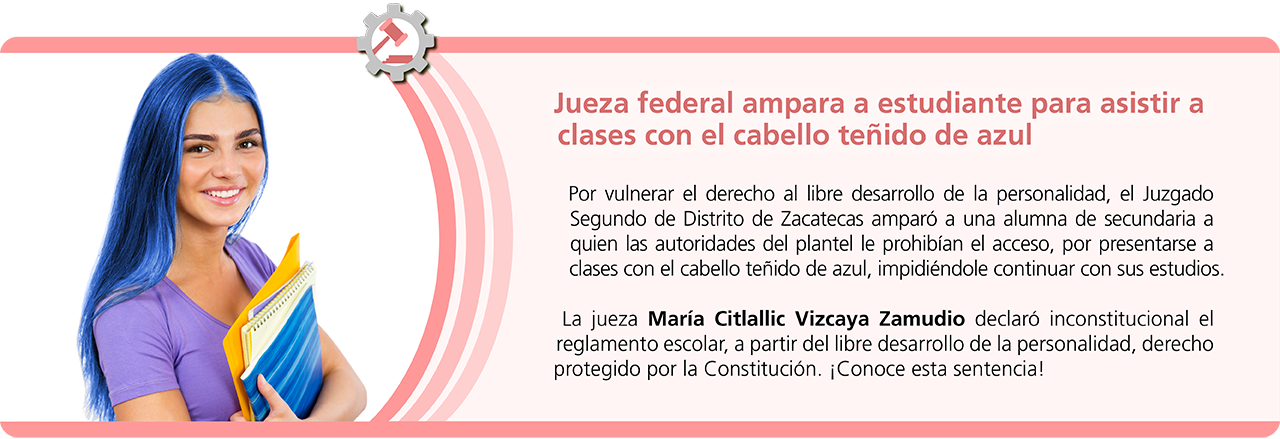 Jueza federal ampara a estudiante para asistir a
clases con el cabello teñido de azul
Por vulnerar el derecho al libre desarrollo de la personalidad, el Juzgado
Segundo de Distrito de Zacatecas amparó a una alumna de secundaria a
quien las autoridades del plantel le prohibían el acceso, por presentarse a
clases con el cabello teñido de azul, impidiéndole continuar con sus estudios.
La jueza María Citlallic Vizcaya Zamudio declaró inconstitucional el
reglamento escolar, a partir del libre desarrollo de la personalidad, derecho
protegido por la Constitución. ¡Conoce esta sentencia!